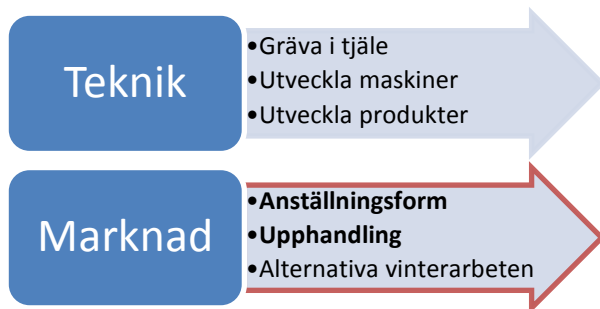 Teknik
•Gräva i tjäle
•Utveckla maskiner
•Utveckla produkter
Marknad
•Anställningsform
•Upphandling
•Alternativa vinterarbeten